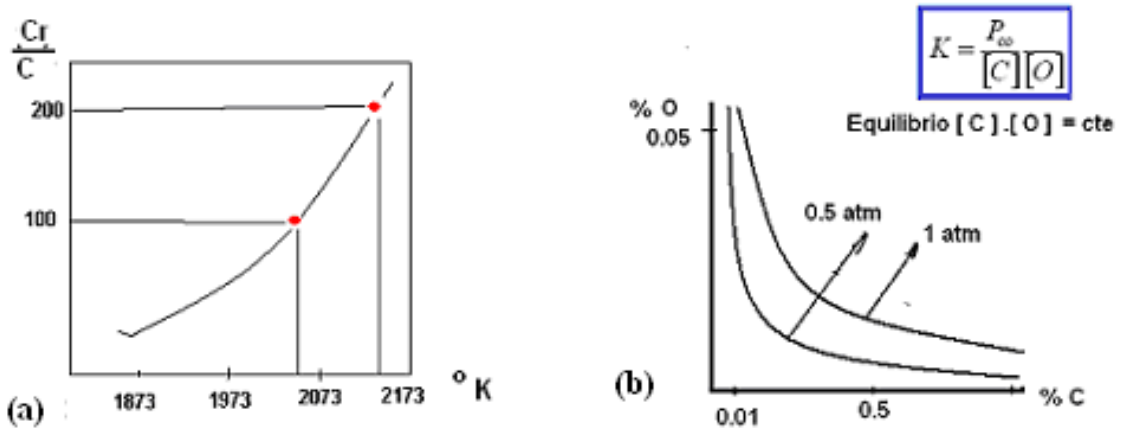 Cr
C
200
100
1873 1973 2073 2173
° K
(a)
K = P_co / [C][O]
Equilibrio [ C ] .[ O ] = cte
% O
0.05
0.5 atm
1 atm
0.01 0.5
% C
(b)